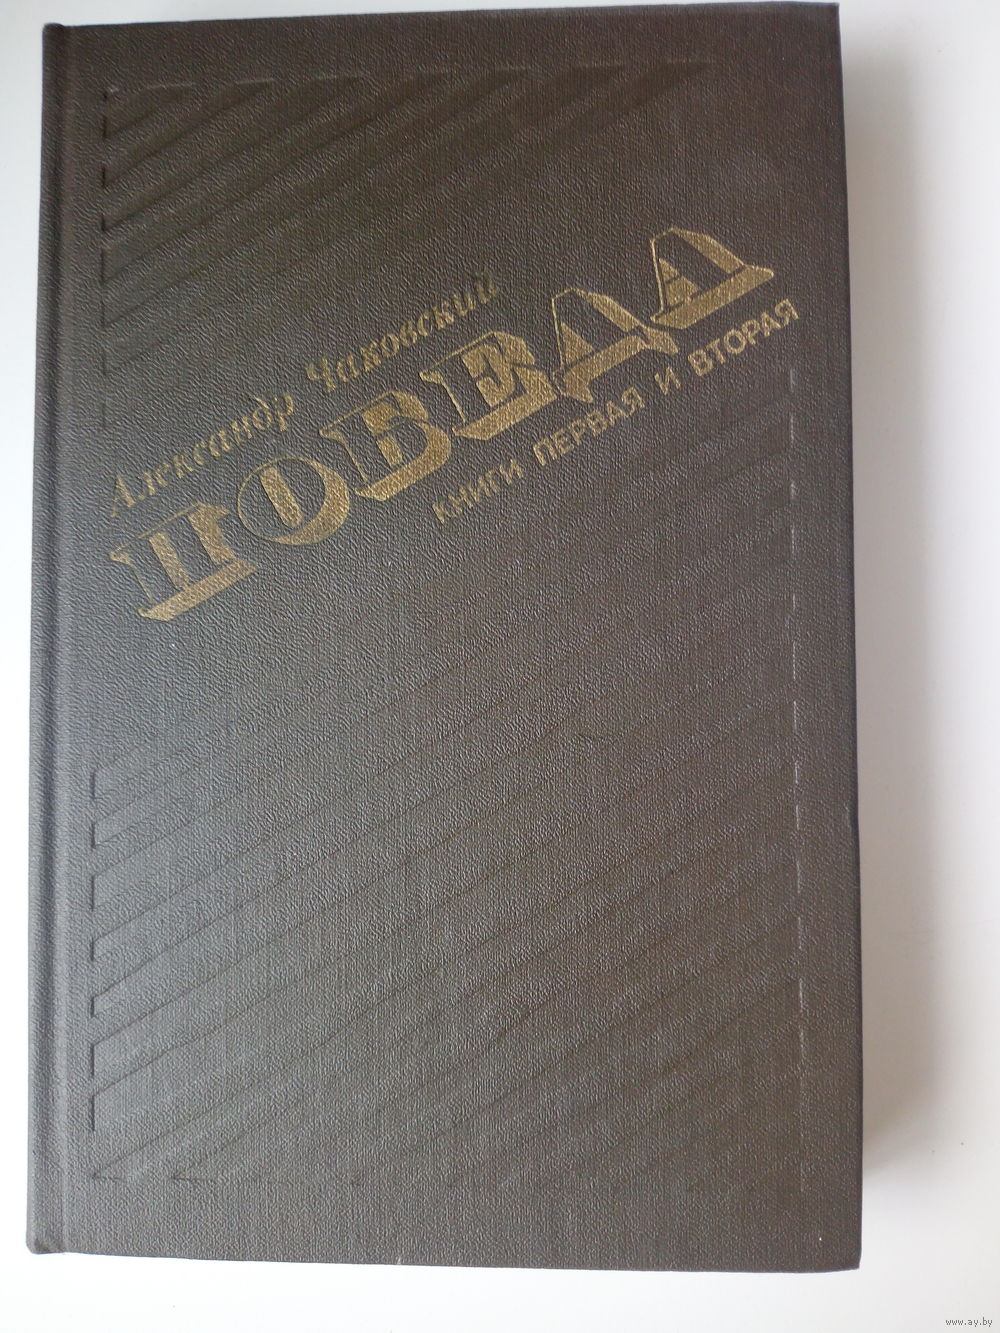 Александр Чаковский
ПОБЕДА
КНИГИ ПЕРВАЯ И ВТОРАЯ
www.ay.by